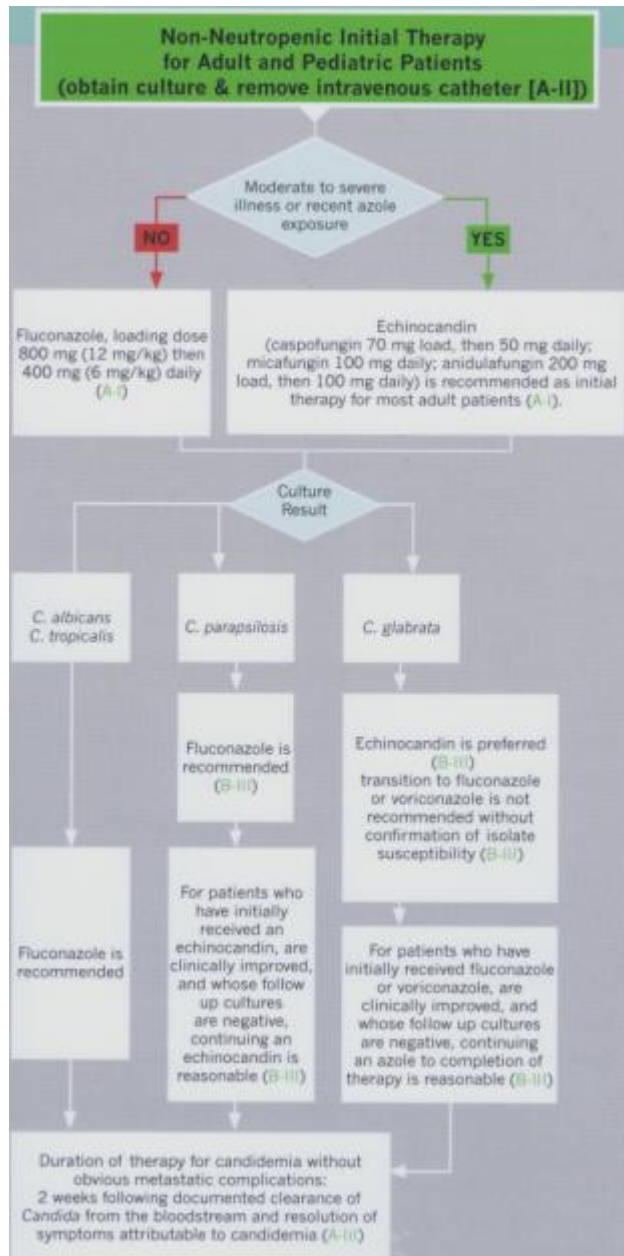 Non-Neutropenic Initial Therapy
for Adult and Pediatric Patients
(obtain culture & remove intravenous catheter [A-II])
Moderate to severe
illness or recent azole
exposure
NO
YES
Fluconazole, loading dose
800 mg (12 mg/kg) then
400 mg (6 mg/kg) daily
(A-I)
Echinocandin
(caspofungin 70 mg load, then 50 mg daily;
micafungin 100 mg daily; anidulafungin 200 mg
load, then 100 mg daily) is recommended as initial
therapy for most adult patients (A-I).
Culture
Result
C. albicans
C. tropicalis
C. parapsilosis
C. glabrata
Fluconazole is
recommended
(B-III)
Echinocandin is preferred
(B-III)
transition to fluconazole
or voriconazole is not
recommended without
confirmation of isolate
susceptibility (B-III)
Fluconazole is
recommended
For patients who
have initially
received an
echinocandin, are
clinically improved,
and whose follow
up cultures
are negative,
continuing an
echinocandin is
reasonable (B-III)
For patients who have
initially received fluconazole
or voriconazole, are
clinically improved, and
whose follow up cultures
are negative, continuing
an azole to completion of
therapy is reasonable (B-III)
Duration of therapy for candidemia without
obvious metastatic complications:
2 weeks following documented clearance of
Candida from the bloodstream and resolution of
symptoms attributable to candidemia (A-III)